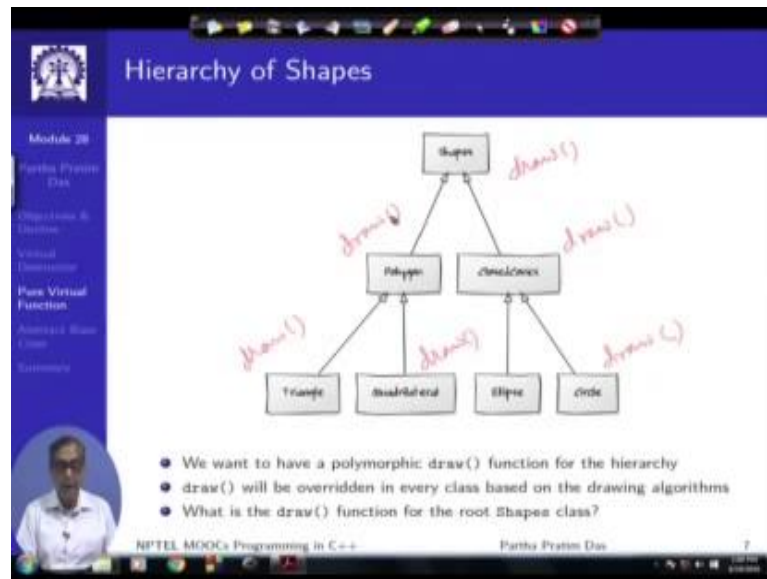 Hierarchy of Shapes
Module 28
Partha Pratim
Das
Objectives &
Outline
Virtual
Destructor
Pure Virtual
Function
Abstract Base
Class
Summary
Shapes
draw()
draw()
draw()
Polygon
ClosedConics
draw()
draw()
draw()
Triangle
Quadrilateral
Ellipse
Circle
We want to have a polymorphic draw() function for the hierarchy
draw() will be overridden in every class based on the drawing algorithms
What is the draw() function for the root Shapes class?
NPTEL MOOCs Programming in C++
Partha Pratim Das
7